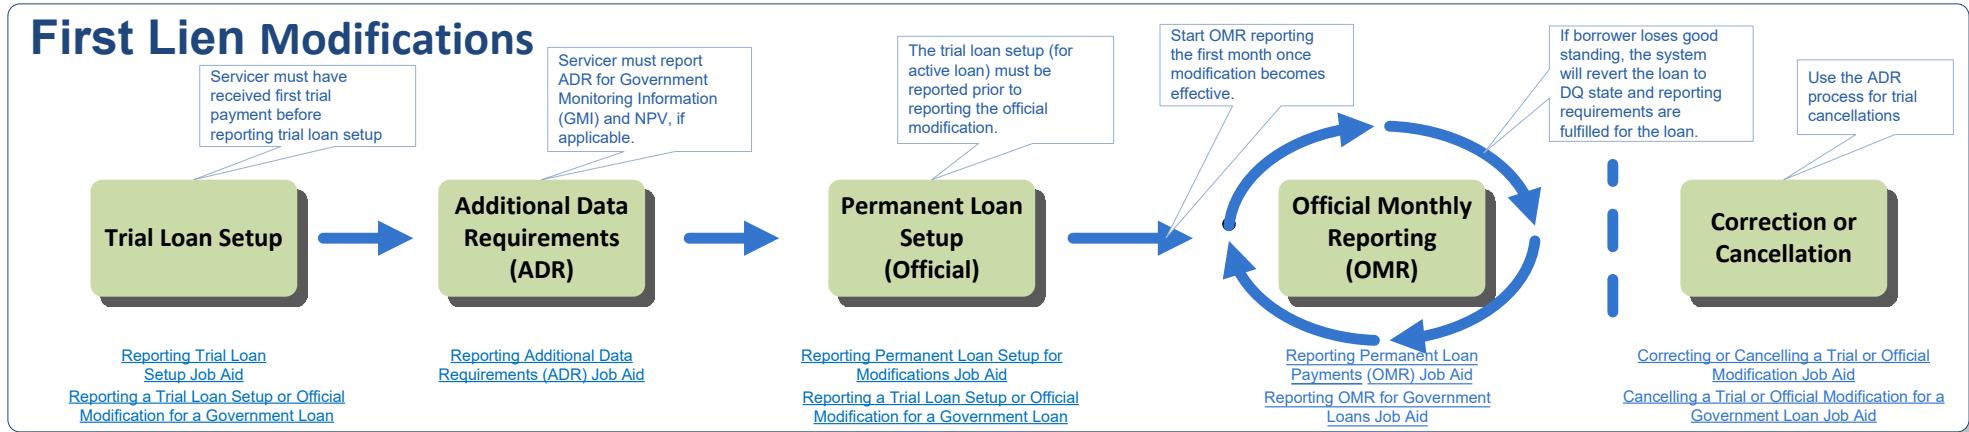 First Lien Modifications
Servicer must have
received first trial
payment before
reporting trial loan setup
Servicer must report
ADR for Government
Monitoring Information
(GMI) and NPV, if
applicable.
The trial loan setup (for
active loan) must be
reported prior to
reporting the official
modification.
Start OMR reporting
the first month once
modification becomes
effective.
If borrower loses good
standing, the system
will revert the loan to
DQ state and reporting
requirements are
fulfilled for the loan.
Use the ADR
process for trial
cancellations
Trial Loan Setup
Additional Data
Requirements
(ADR)
Permanent Loan
Setup
(Official)
Official Monthly
Reporting
(OMR)
Correction or
Cancellation
Reporting Trial Loan
Setup Job Aid
Reporting a Trial Loan Setup or Official
Modification for a Government Loan
Reporting Additional Data
Requirements (ADR) Job Aid
Reporting Permanent Loan Setup for
Modifications Job Aid
Reporting a Trial Loan Setup or Official
Modification for a Government Loan
Reporting Permanent Loan
Payments (OMR) Job Aid
Reporting OMR for Government
Loans Job Aid
Correcting or Cancelling a Trial or Official
Modification Job Aid
Cancelling a Trial or Official Modification for a
Government Loan Job Aid